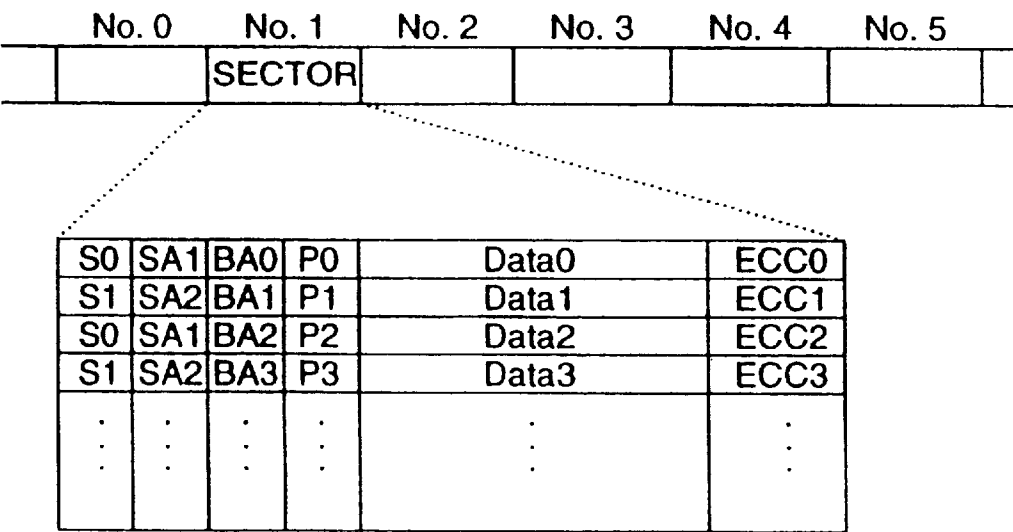 No. 0 No. 1 No. 2 No. 3 No. 4 No. 5
SECTOR
S0 SA1 BA0 P0 Data0 ECC0
S1 SA2 BA1 P1 Data1 ECC1
S0 SA1 BA2 P2 Data2 ECC2
S1 SA2 BA3 P3 Data3 ECC3